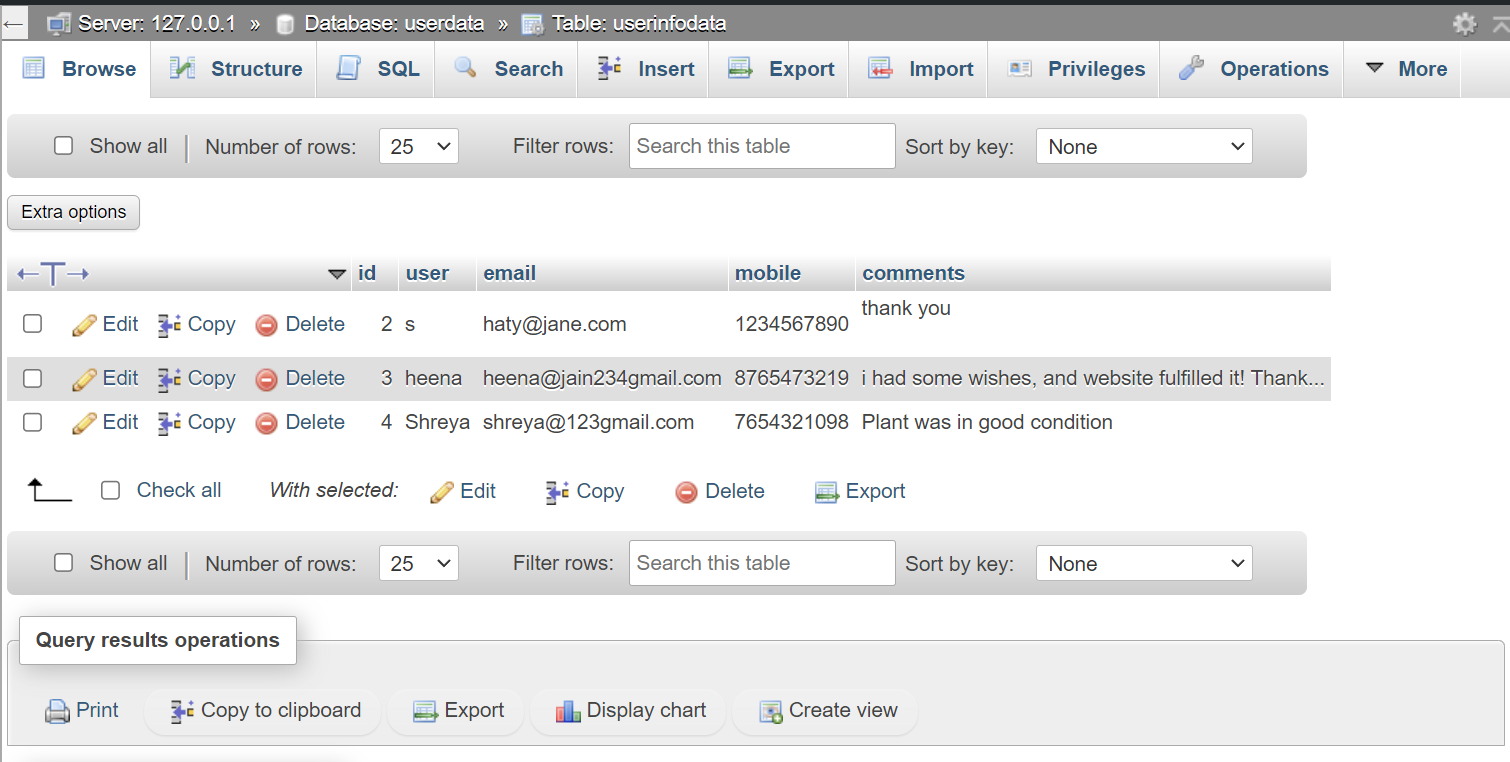 Server: 127.0.0.1 » Database: userdata » Table: userinfodata
Browse Structure SQL Search Insert Export Import Privileges Operations More
Show all Number of rows: 25 Filter rows: Search this table Sort by key: None
Extra options
id user email mobile comments
Edit Copy Delete 2 s haty@jane.com 1234567890 thank you
Edit Copy Delete 3 heena heena@jain234gmail.com 8765473219 i had some wishes, and website fulfilled it! Thank...
Edit Copy Delete 4 Shreya shreya@123gmail.com 7654321098 Plant was in good condition
Check all With selected: Edit Copy Delete Export
Show all Number of rows: 25 Filter rows: Search this table Sort by key: None
Query results operations
Print Copy to clipboard Export Display chart Create view